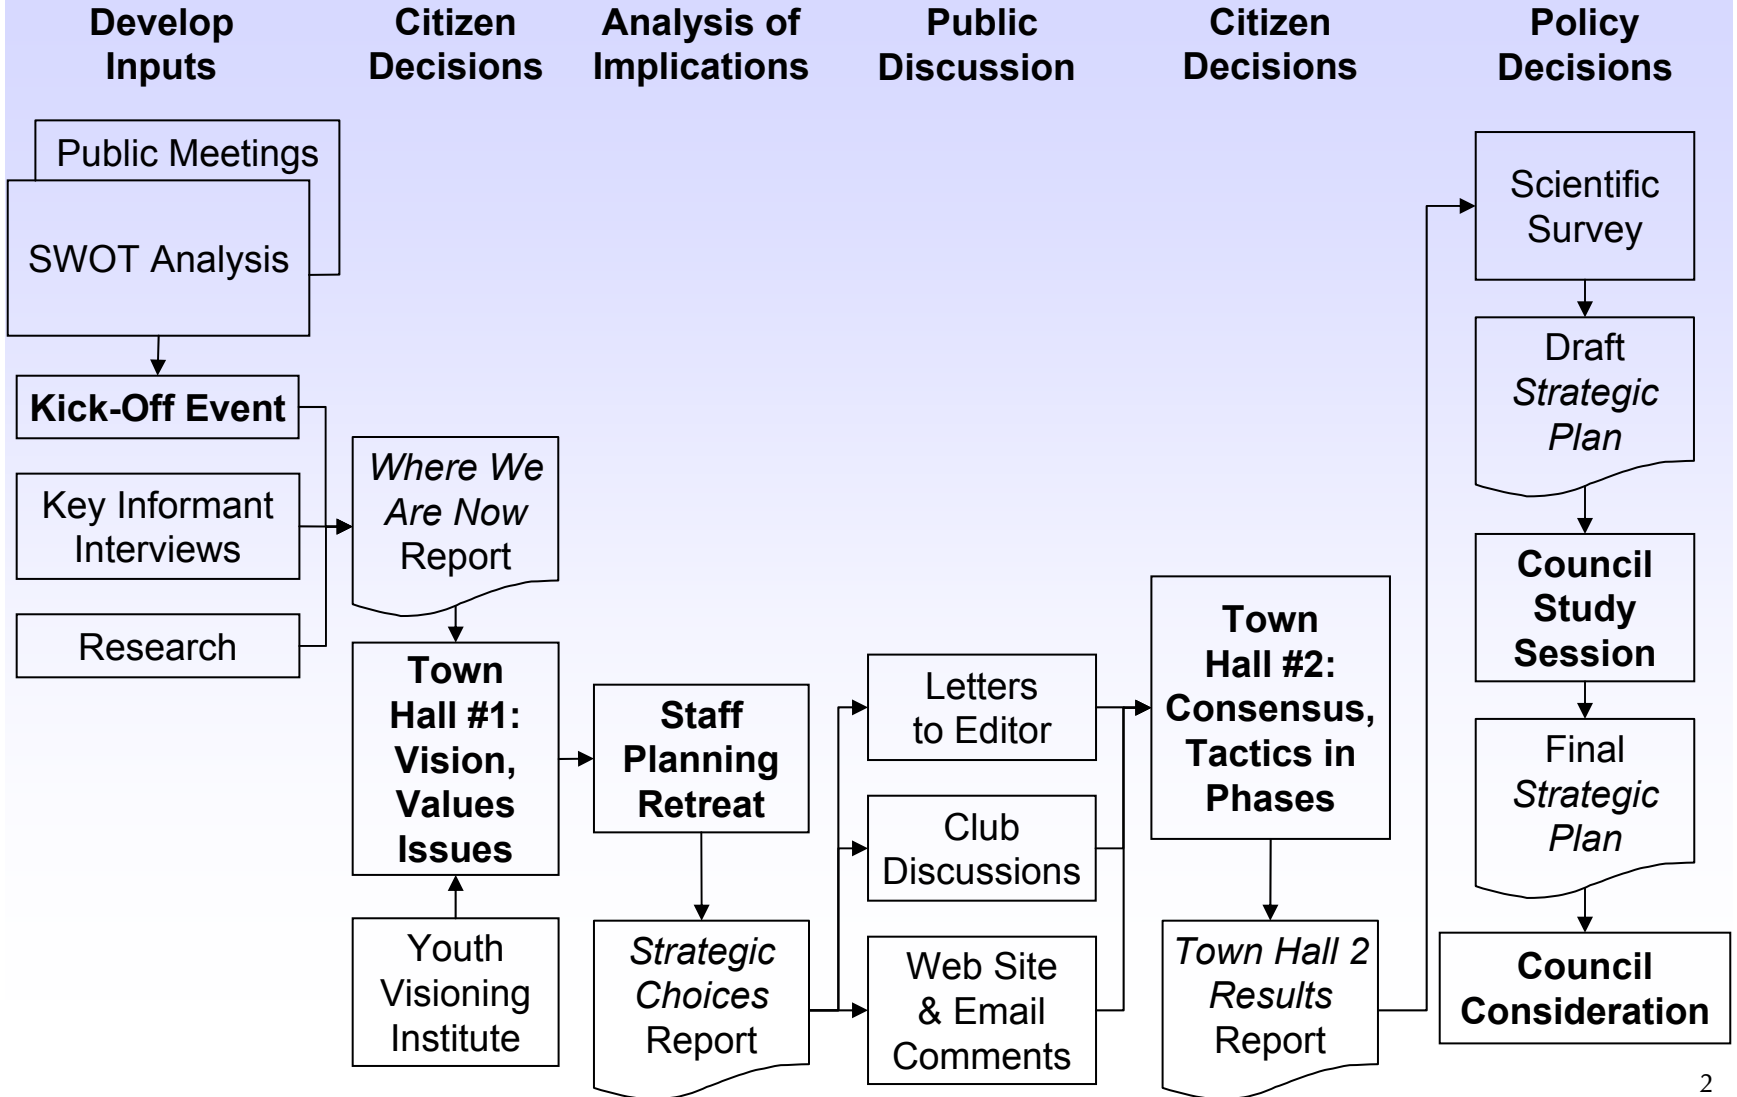 Develop
Inputs
Citizen
Decisions
Analysis of
Implications
Public
Discussion
Citizen
Decisions
Policy
Decisions
Public Meetings
SWOT Analysis
Kick-Off Event
Key Informant
Interviews
Research
Where We
Are Now
Report
Town
Hall #1:
Vision,
Values
Issues
Youth
Visioning
Institute
Staff
Planning
Retreat
Strategic
Choices
Report
Letters
to Editor
Club
Discussions
Web Site
& Email
Comments
Town
Hall #2:
Consensus,
Tactics in
Phases
Town Hall 2
Results
Report
Scientific
Survey
Draft
Strategic
Plan
Council
Study
Session
Final
Strategic
Plan
Council
Consideration
2